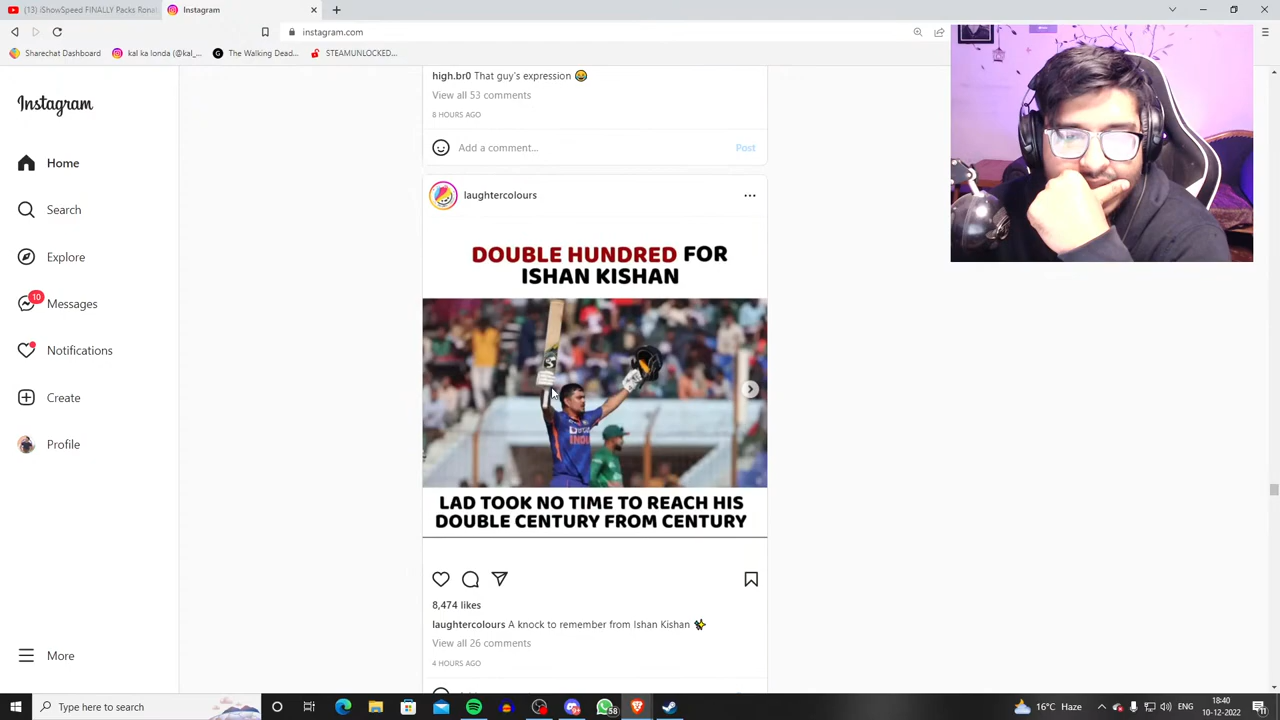 (13) iShowSpeed FINALLY Packs Rona
Instagram
instagram.com
Sharechat Dashboard
kal ka londa (@kal_...
The Walking Dead...
STEAMUNLOCKED...
Instagram
Home
Search
Explore
10
Messages
Notifications
Create
Profile
More
high.br0 That guy's expression 😂
View all 53 comments
8 HOURS AGO
Add a comment...
Post
laughtercolours
DOUBLE HUNDRED FOR
ISHAN KISHAN
LAD TOOK NO TIME TO REACH HIS
DOUBLE CENTURY FROM CENTURY
8,474 likes
laughtercolours A knock to remember from Ishan Kishan ✨
View all 26 comments
4 HOURS AGO
Type here to search
58
16°C Haze
ENG
18:40
10-12-2022